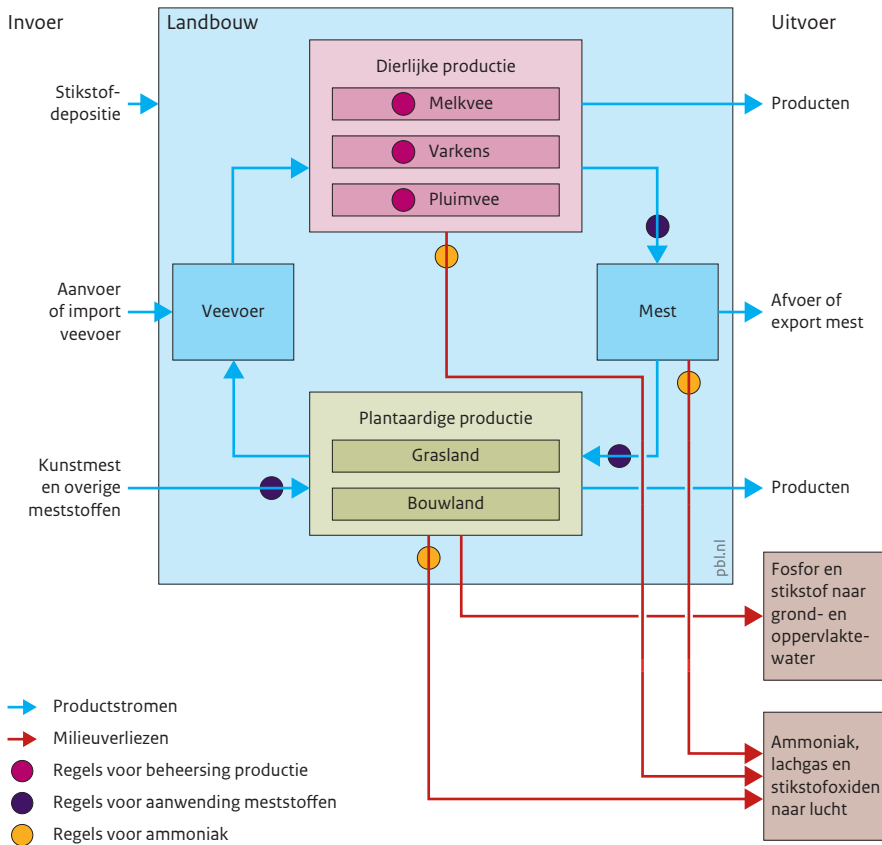 Invoer
Landbouw
Uitvoer
Dierlijke productie
Melkvee
Varkens
Pluimvee
Stikstof-
depositie
Producten
Aanvoer
of import
veevoer
Veevoer
Mest
Afvoer of
export mest
Plantaardige productie
Grasland
Bouwland
Kunstmest
en overige
meststoffen
Producten
pbl.nl
Fosfor en
stikstof naar
grond- en
oppervlakte-
water
Ammoniak,
lachgas en
stikstofoxiden
naar lucht
Productstromen
Milieuverliezen
Regels voor beheersing productie
Regels voor aanwending meststoffen
Regels voor ammoniak